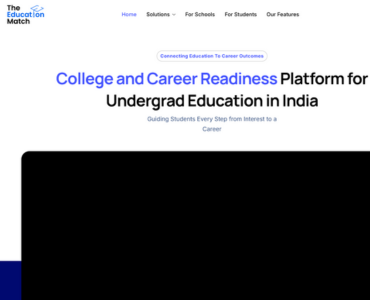 The
Education
Match
Home Solutions For Schools For Students Our Features
Connecting Education To Career Outcomes
College and Career Readiness Platform for
Undergrad Education in India
Guiding Students Every Step from Interest to a
Career